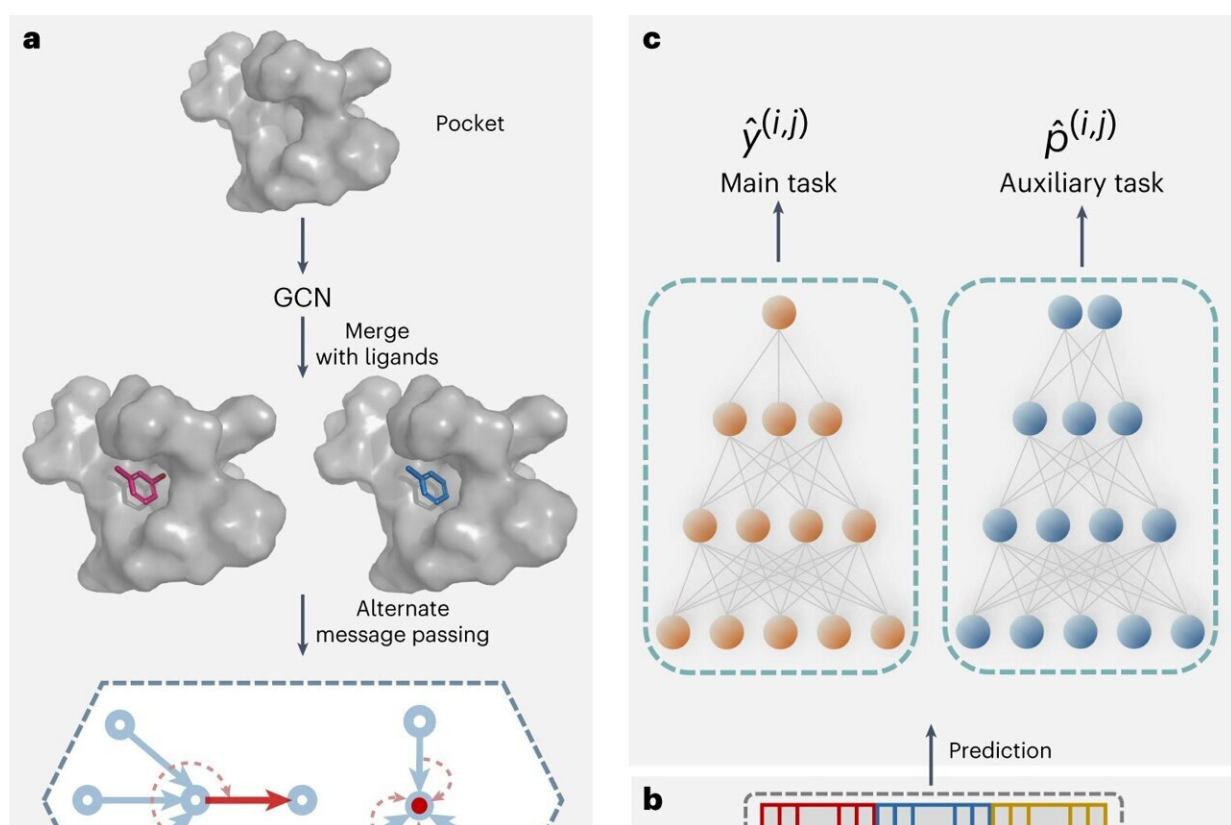 a
Pocket
GCN
Merge
with ligands
Alternate
message passing
c
ŷ(i,j)
Main task
p̂(i,j)
Auxiliary task
Prediction
b